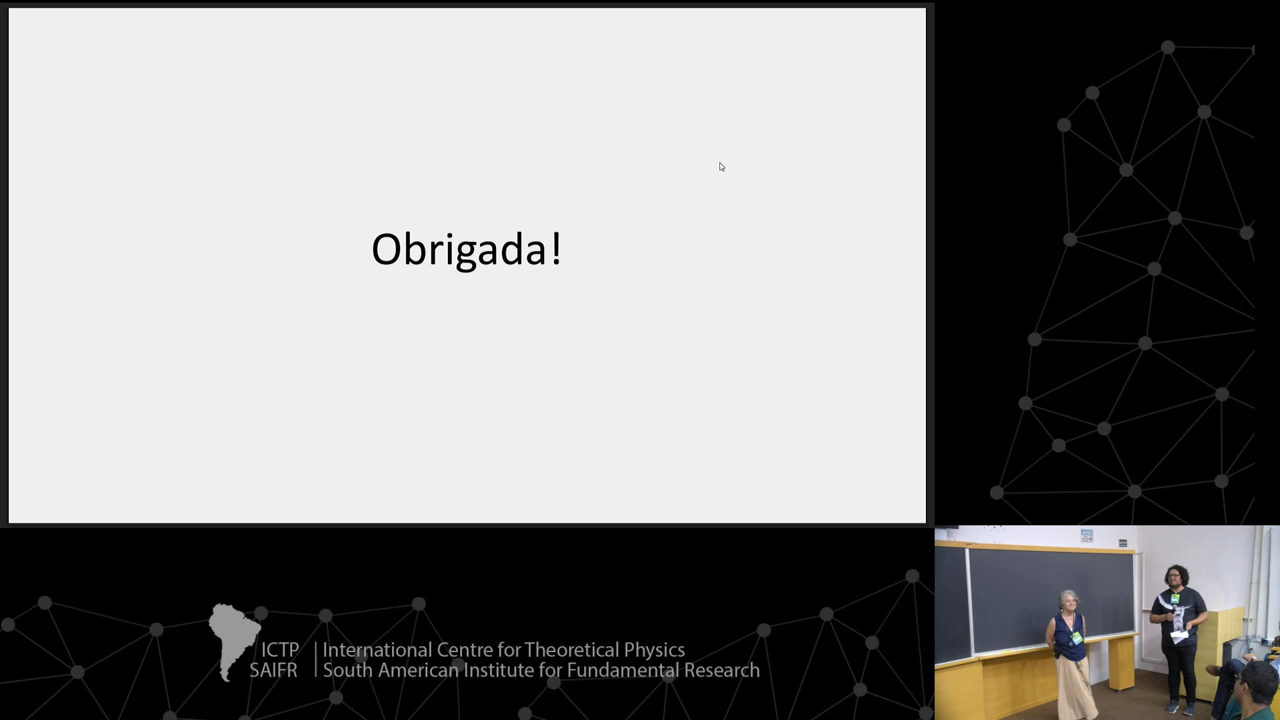 Obrigada!
ICTP
SAIFR
International Centre for Theoretical Physics
South American Institute for Fundamental Research